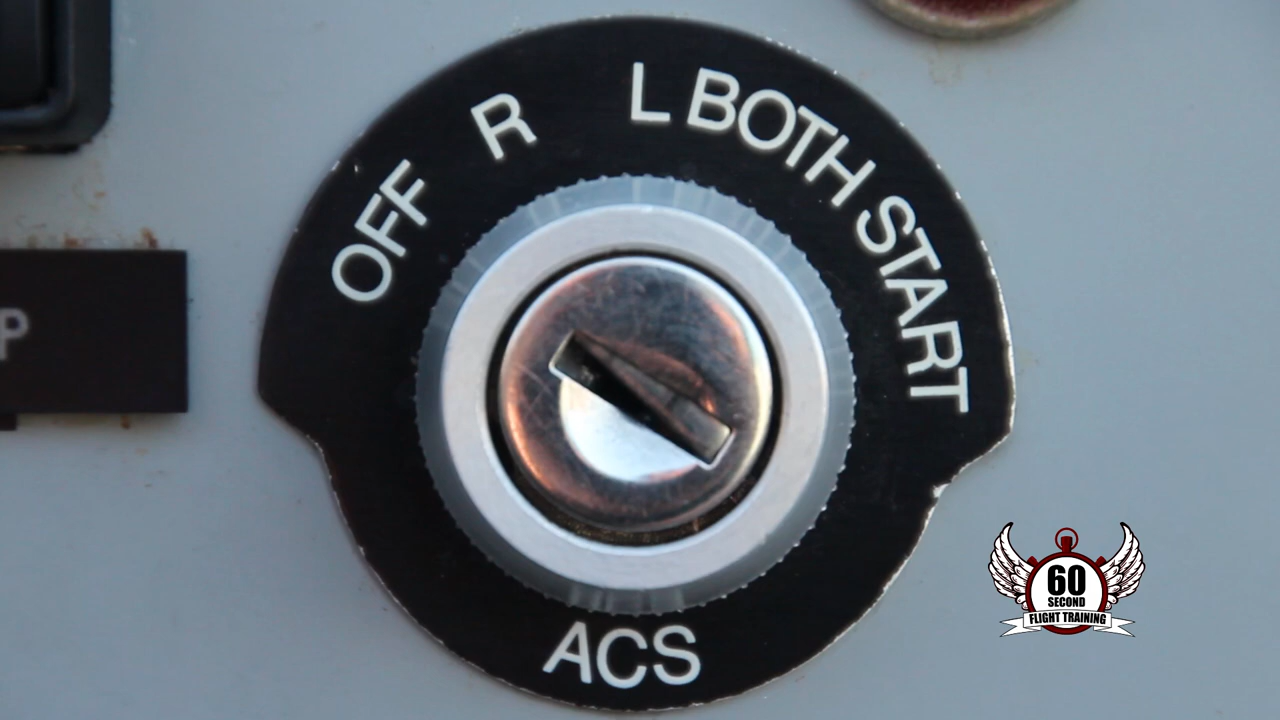 OFF R L BOTH START
P
ACS
60
SECOND
FLIGHT TRAINING